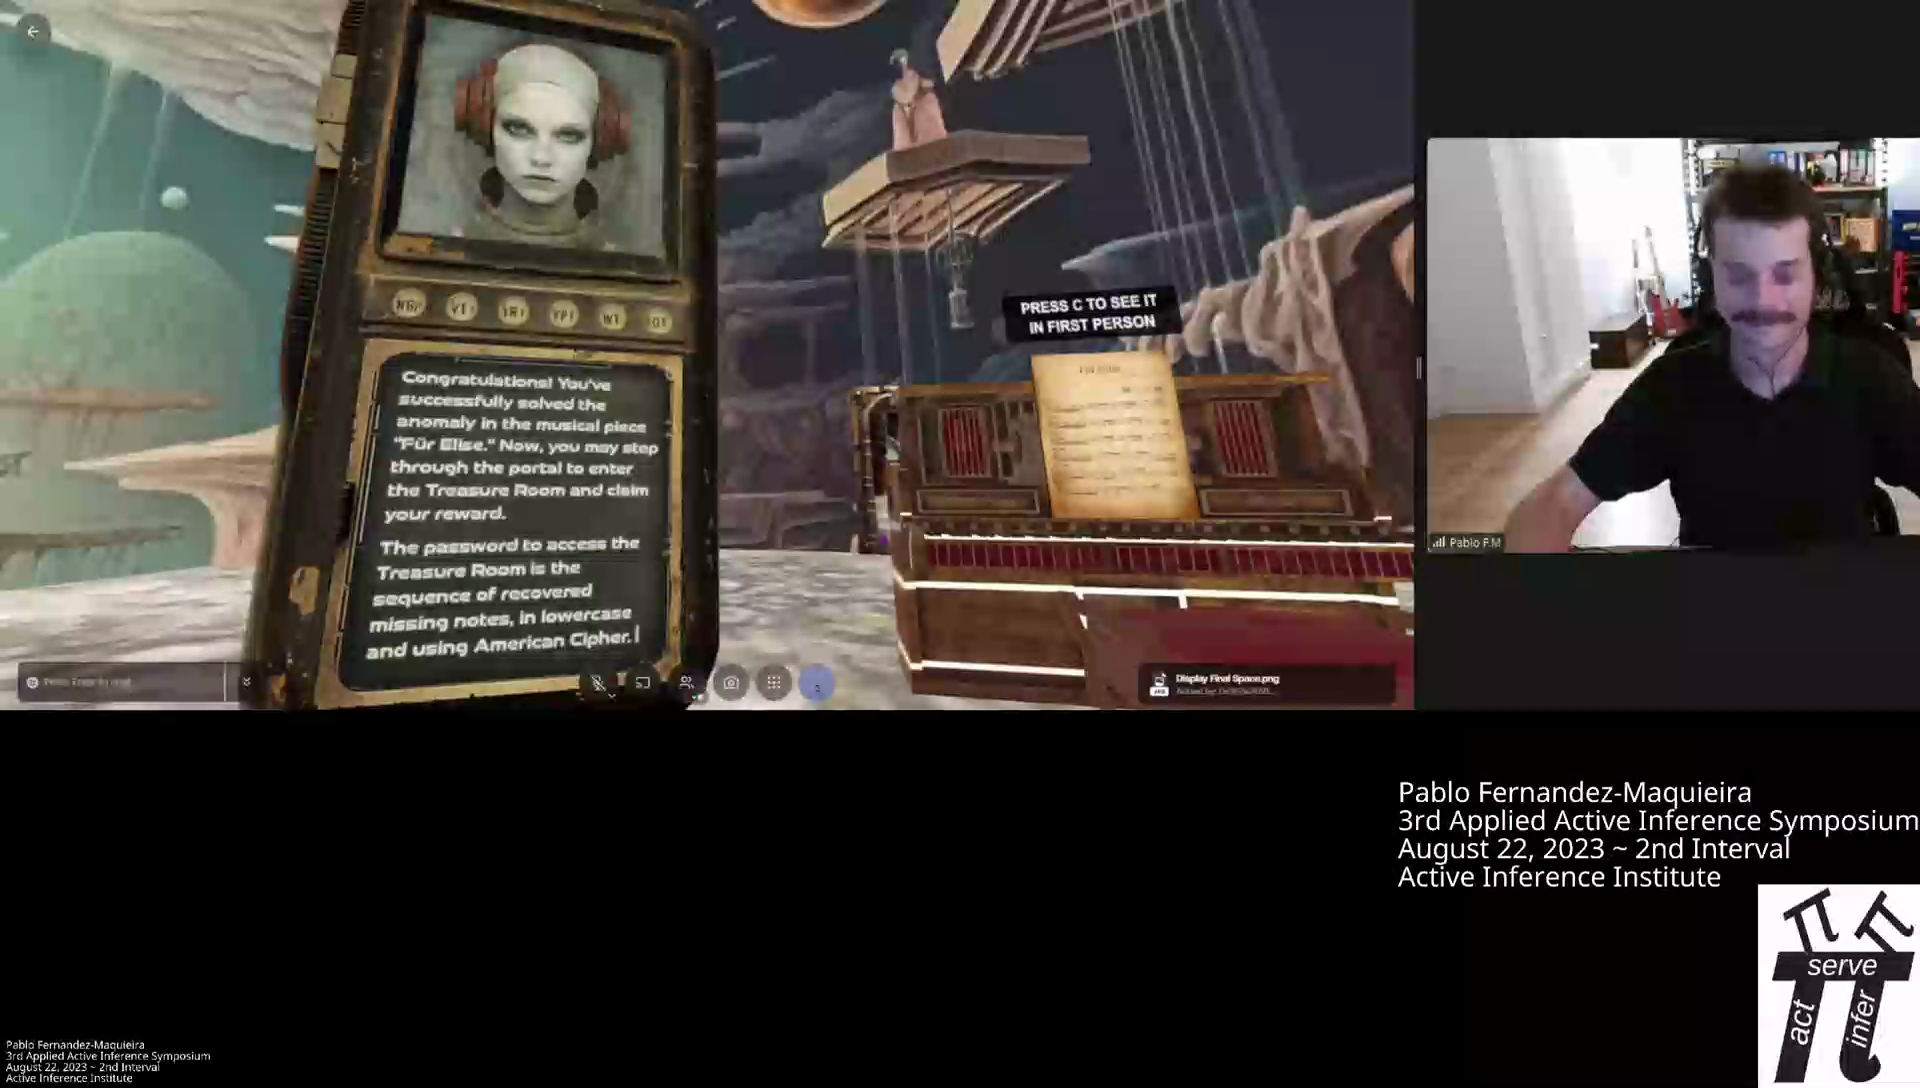 Congratulations! You've
successfully solved the
anomaly in the musical piece
"Für Elise." Now, you may step
through the portal to enter
the Treasure Room and claim
your reward.
The password to access the
Treasure Room is the
sequence of recovered
missing notes, in lowercase
and using American Cipher.
PRESS C TO SEE IT
IN FIRST PERSON
Display Final Space.png
Pablo F.M
Pablo Fernandez-Maquieira
3rd Applied Active Inference Symposium
August 22, 2023 ~ 2nd Interval
Active Inference Institute
serve
act
infer
Pablo Fernandez-Maquieira
3rd Applied Active Inference Symposium
August 22, 2023 ~ 2nd Interval
Active Inference Institute